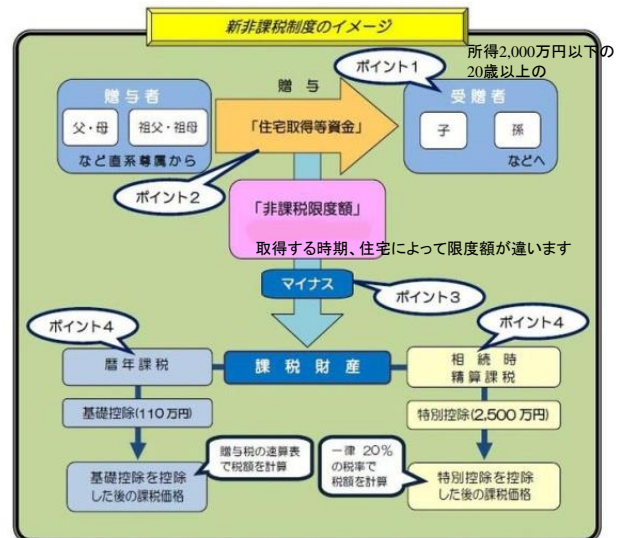 新非課税制度のイメージ
ポイント1
所得2,000万円以下の
20歳以上の
贈与者
父・母
祖父・祖母
など直系尊属から
贈 与
「住宅取得等資金」
受贈者
子
孫
などへ
ポイント2
「非課税限度額」
取得する時期、住宅によって限度額が違います
マイナス
ポイント3
ポイント4
ポイント4
暦年課税
課税財産
相続時
精算課税
基礎控除(110万円)
特別控除(2,500万円)
贈与税の速算表
で税額を計算
一律 20%
の税率で
税額を計算
基礎控除を控除
した後の課税価格
特別控除を控除
した後の課税価格